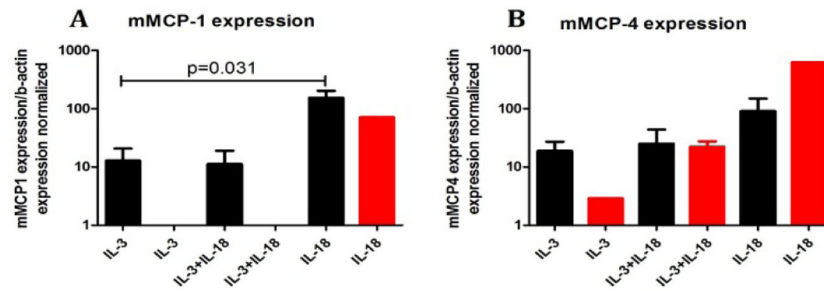 A
mMCP-1 expression
mMCP1 expression/b-actin
expression normalized
1000
100
10
1
p=0.031
IL-3
IL-3
IL-3+IL-18
IL-3+IL-18
IL-18
IL-18
B
mMCP-4 expression
mMCP4 expression/b-actin
expression normalized
1000
100
10
1
IL-3
IL-3
IL-3+IL-18
IL-3+IL-18
IL-18
IL-18